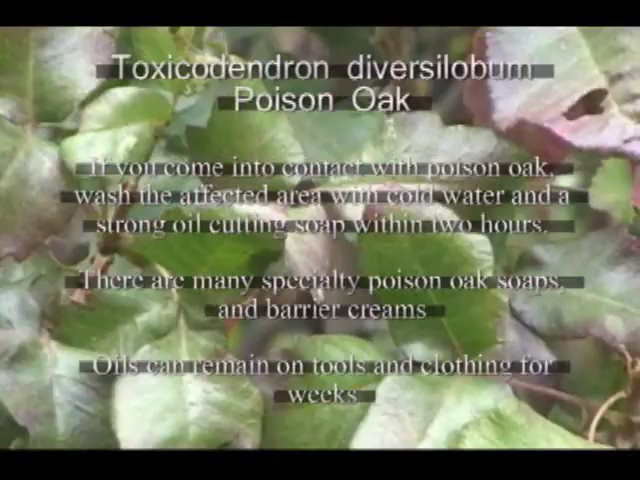 Toxicodendron diversilobum
Poison Oak
If you come into contact with poison oak,
wash the affected area with cold water and a
strong oil cutting soap within two hours.
There are many specialty poison oak soaps,
and barrier creams
Oils can remain on tools and clothing for
weeks